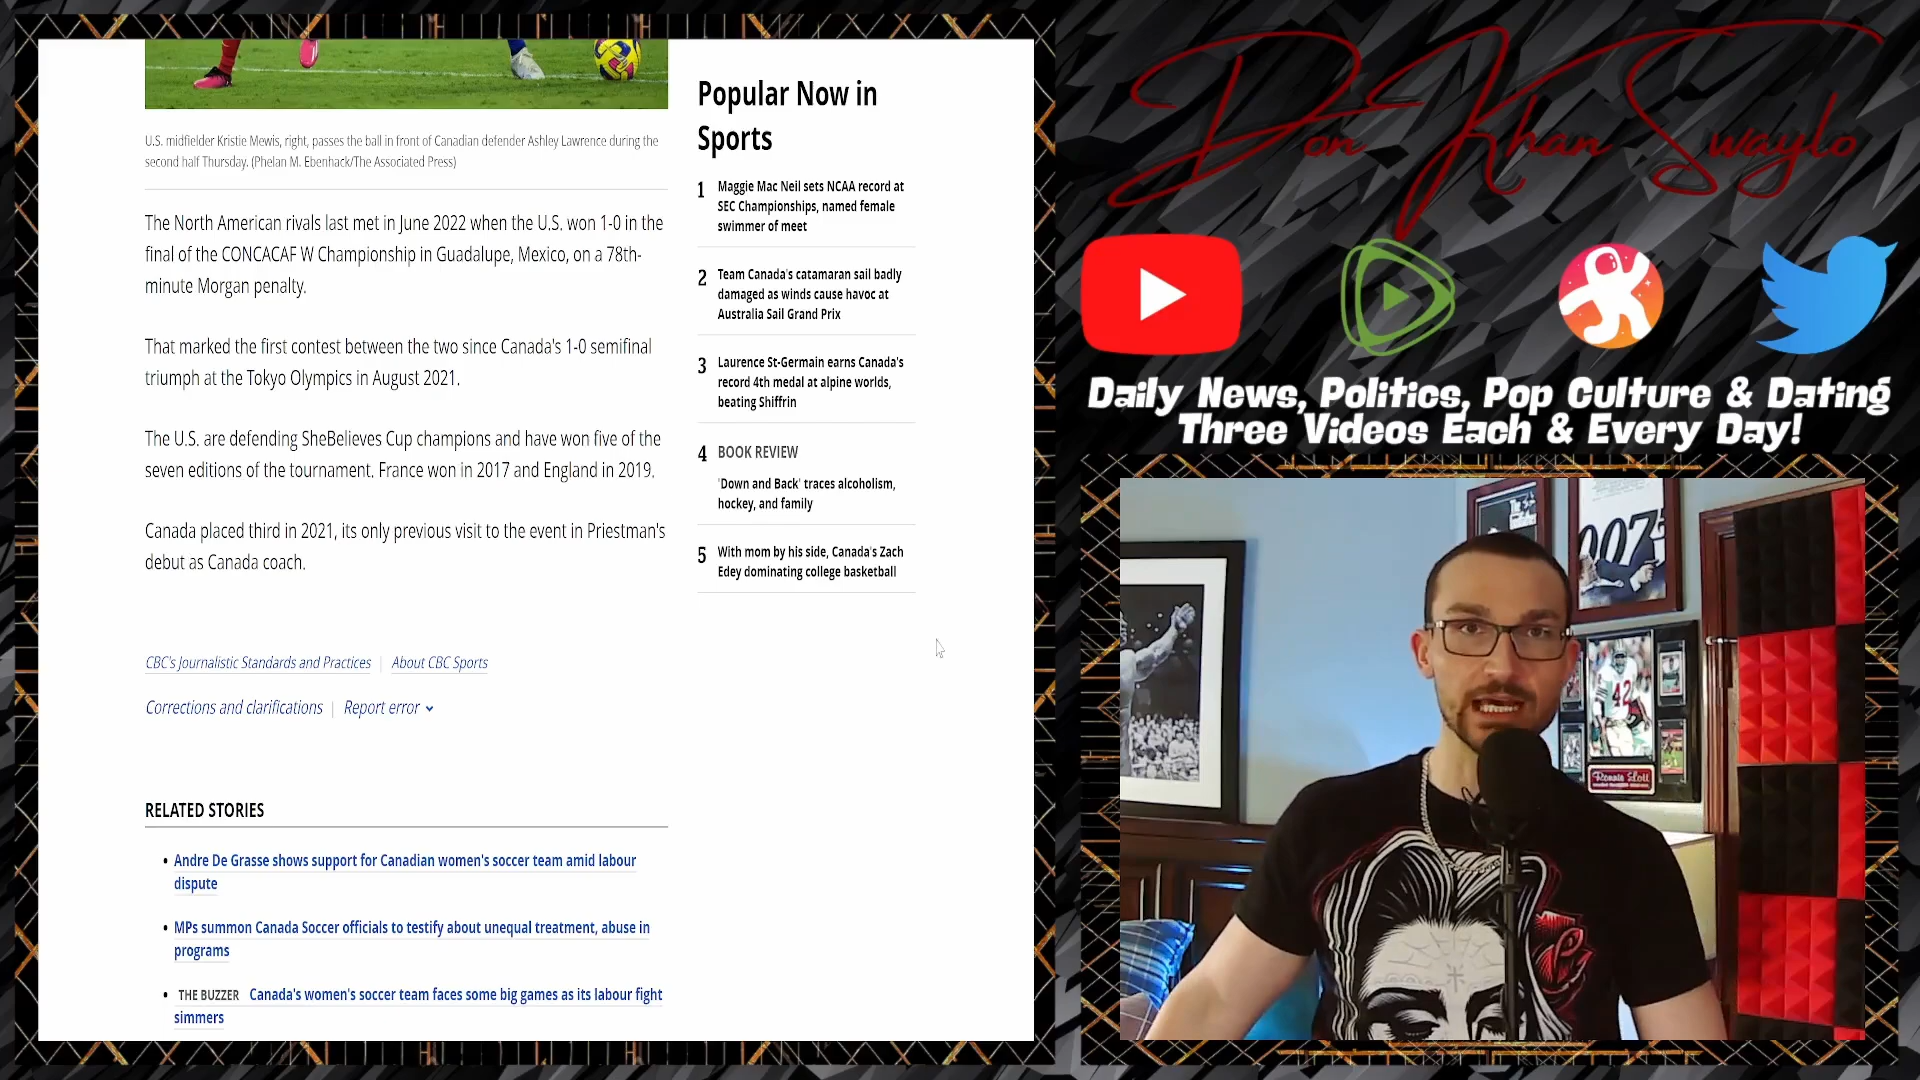 U.S. midfielder Kristie Mewis, right, passes the ball in front of Canadian defender Ashley Lawrence during the
second half Thursday. (Phelan M. Ebenhack/The Associated Press)
The North American rivals last met in June 2022 when the U.S. won 1-0 in the
final of the CONCACAF W Championship in Guadalupe, Mexico, on a 78th-
minute Morgan penalty.
That marked the first contest between the two since Canada's 1-0 semifinal
triumph at the Tokyo Olympics in August 2021.
The U.S. are defending SheBelieves Cup champions and have won five of the
seven editions of the tournament. France won in 2017 and England in 2019.
Canada placed third in 2021, its only previous visit to the event in Priestman's
debut as Canada coach.
CBC's Journalistic Standards and Practices | About CBC Sports
Corrections and clarifications | Report error
RELATED STORIES
• Andre De Grasse shows support for Canadian women's soccer team amid labour
dispute
• MPs summon Canada Soccer officials to testify about unequal treatment, abuse in
programs
• THE BUZZER Canada's women's soccer team faces some big games as its labour fight
simmers
Popular Now in
Sports
1 Maggie Mac Neil sets NCAA record at
SEC Championships, named female
swimmer of meet
2 Team Canada's catamaran sail badly
damaged as winds cause havoc at
Australia Sail Grand Prix
3 Laurence St-Germain earns Canada's
record 4th medal at alpine worlds,
beating Shiffrin
4 BOOK REVIEW
'Down and Back' traces alcoholism,
hockey, and family
5 With mom by his side, Canada's Zach
Edey dominating college basketball
Don Khan Swaylo
Daily News, Politics, Pop Culture & Dating
Three Videos Each & Every Day!
007
42
Ronnie Lott